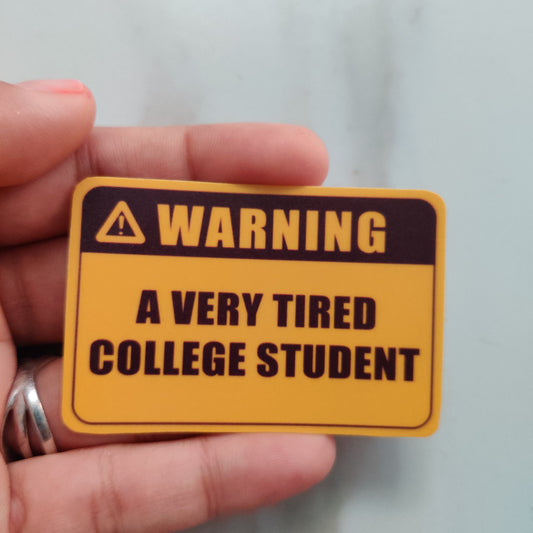 WARNING
A VERY TIRED
COLLEGE STUDENT